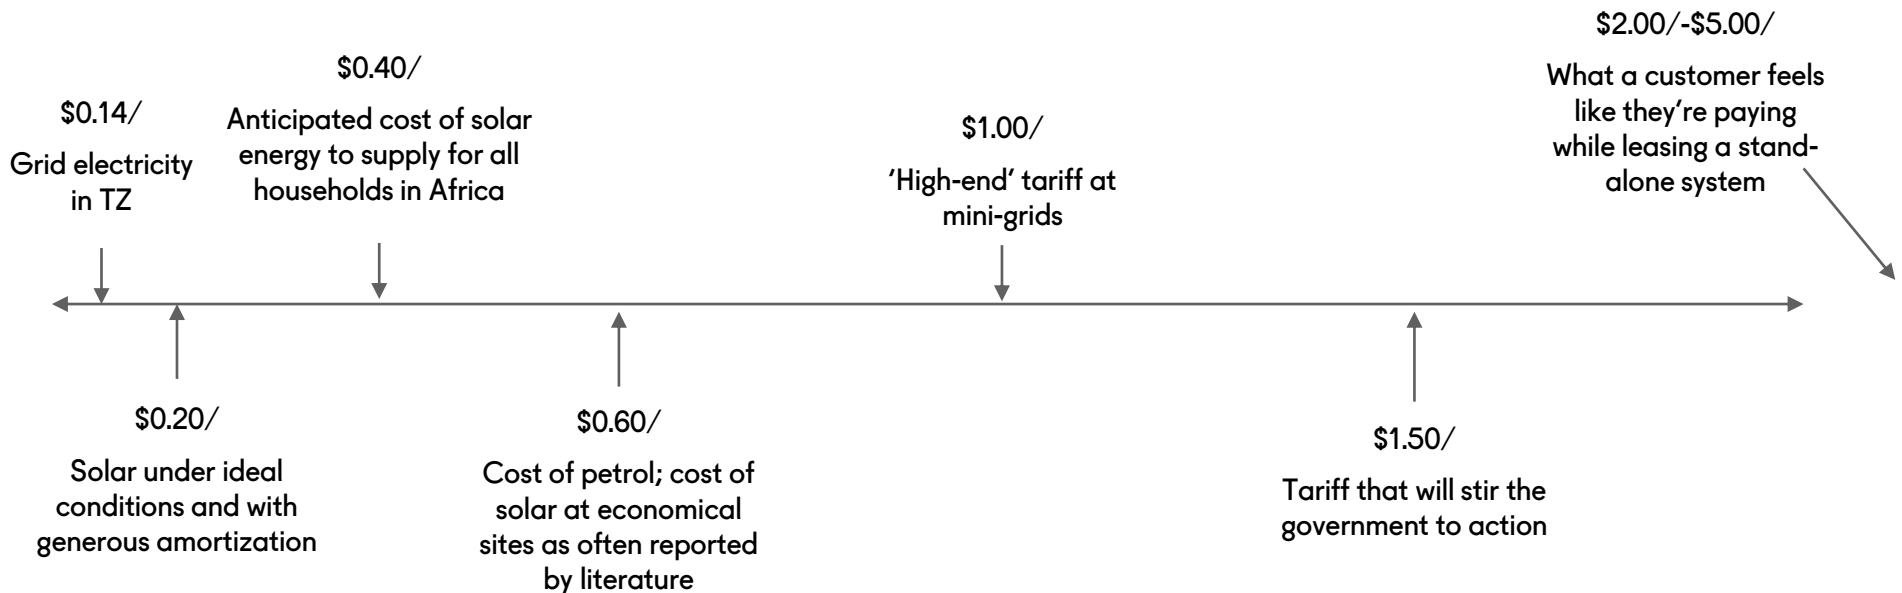 $0.14/
Grid electricity
in TZ
$0.40/
Anticipated cost of solar
energy to supply for all
households in Africa
$1.00/
'High-end' tariff at
mini-grids
$2.00/-$5.00/
What a customer feels
like they're paying
while leasing a stand-
alone system
$0.20/
Solar under ideal
conditions and with
generous amortization
$0.60/
Cost of petrol; cost of
solar at economical
sites as often reported
by literature
$1.50/
Tariff that will stir the
government to action